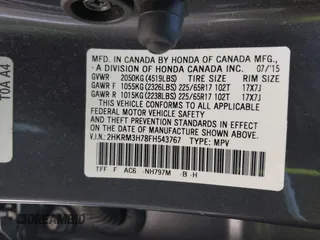 MFD. IN CANADA BY HONDA OF CANADA MFG.,
A DIVISION OF HONDA CANADA INC. 07/'15
GVWR 2050KG (4519LBS) TIRE SIZE RIM SIZE
GAWR F 1055KG (2326LBS) 225/65R17 102T 17X7J
GAWR R 1015KG (2238LBS) 225/65R17 102T 17X7J
THIS VEHICLE CONFORMS TO ALL APPLICABLE
FEDERAL MOTOR VEHICLE SAFETY STANDARDS IN
EFFECT ON THE DATE OF MANUFACTURE SHOWN ABOVE.
V.I.N.: 2HKRM3H78FH543767 TYPE: MPV
TFF F AC6 -NH797M -B -H
T0A A4
DREAMBID